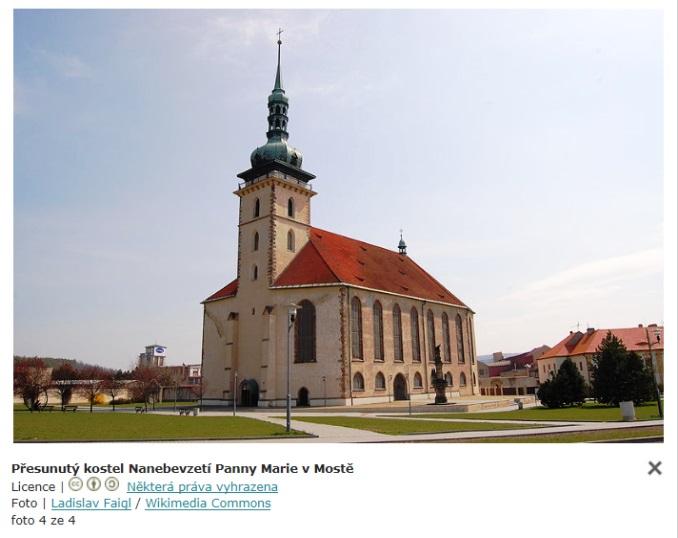 Přesunutý kostel Nanebevzetí Panny Marie v Mostě
Licence | Některá práva vyhrazena
Foto | Ladislav Faigl / Wikimedia Commons
foto 4 ze 4